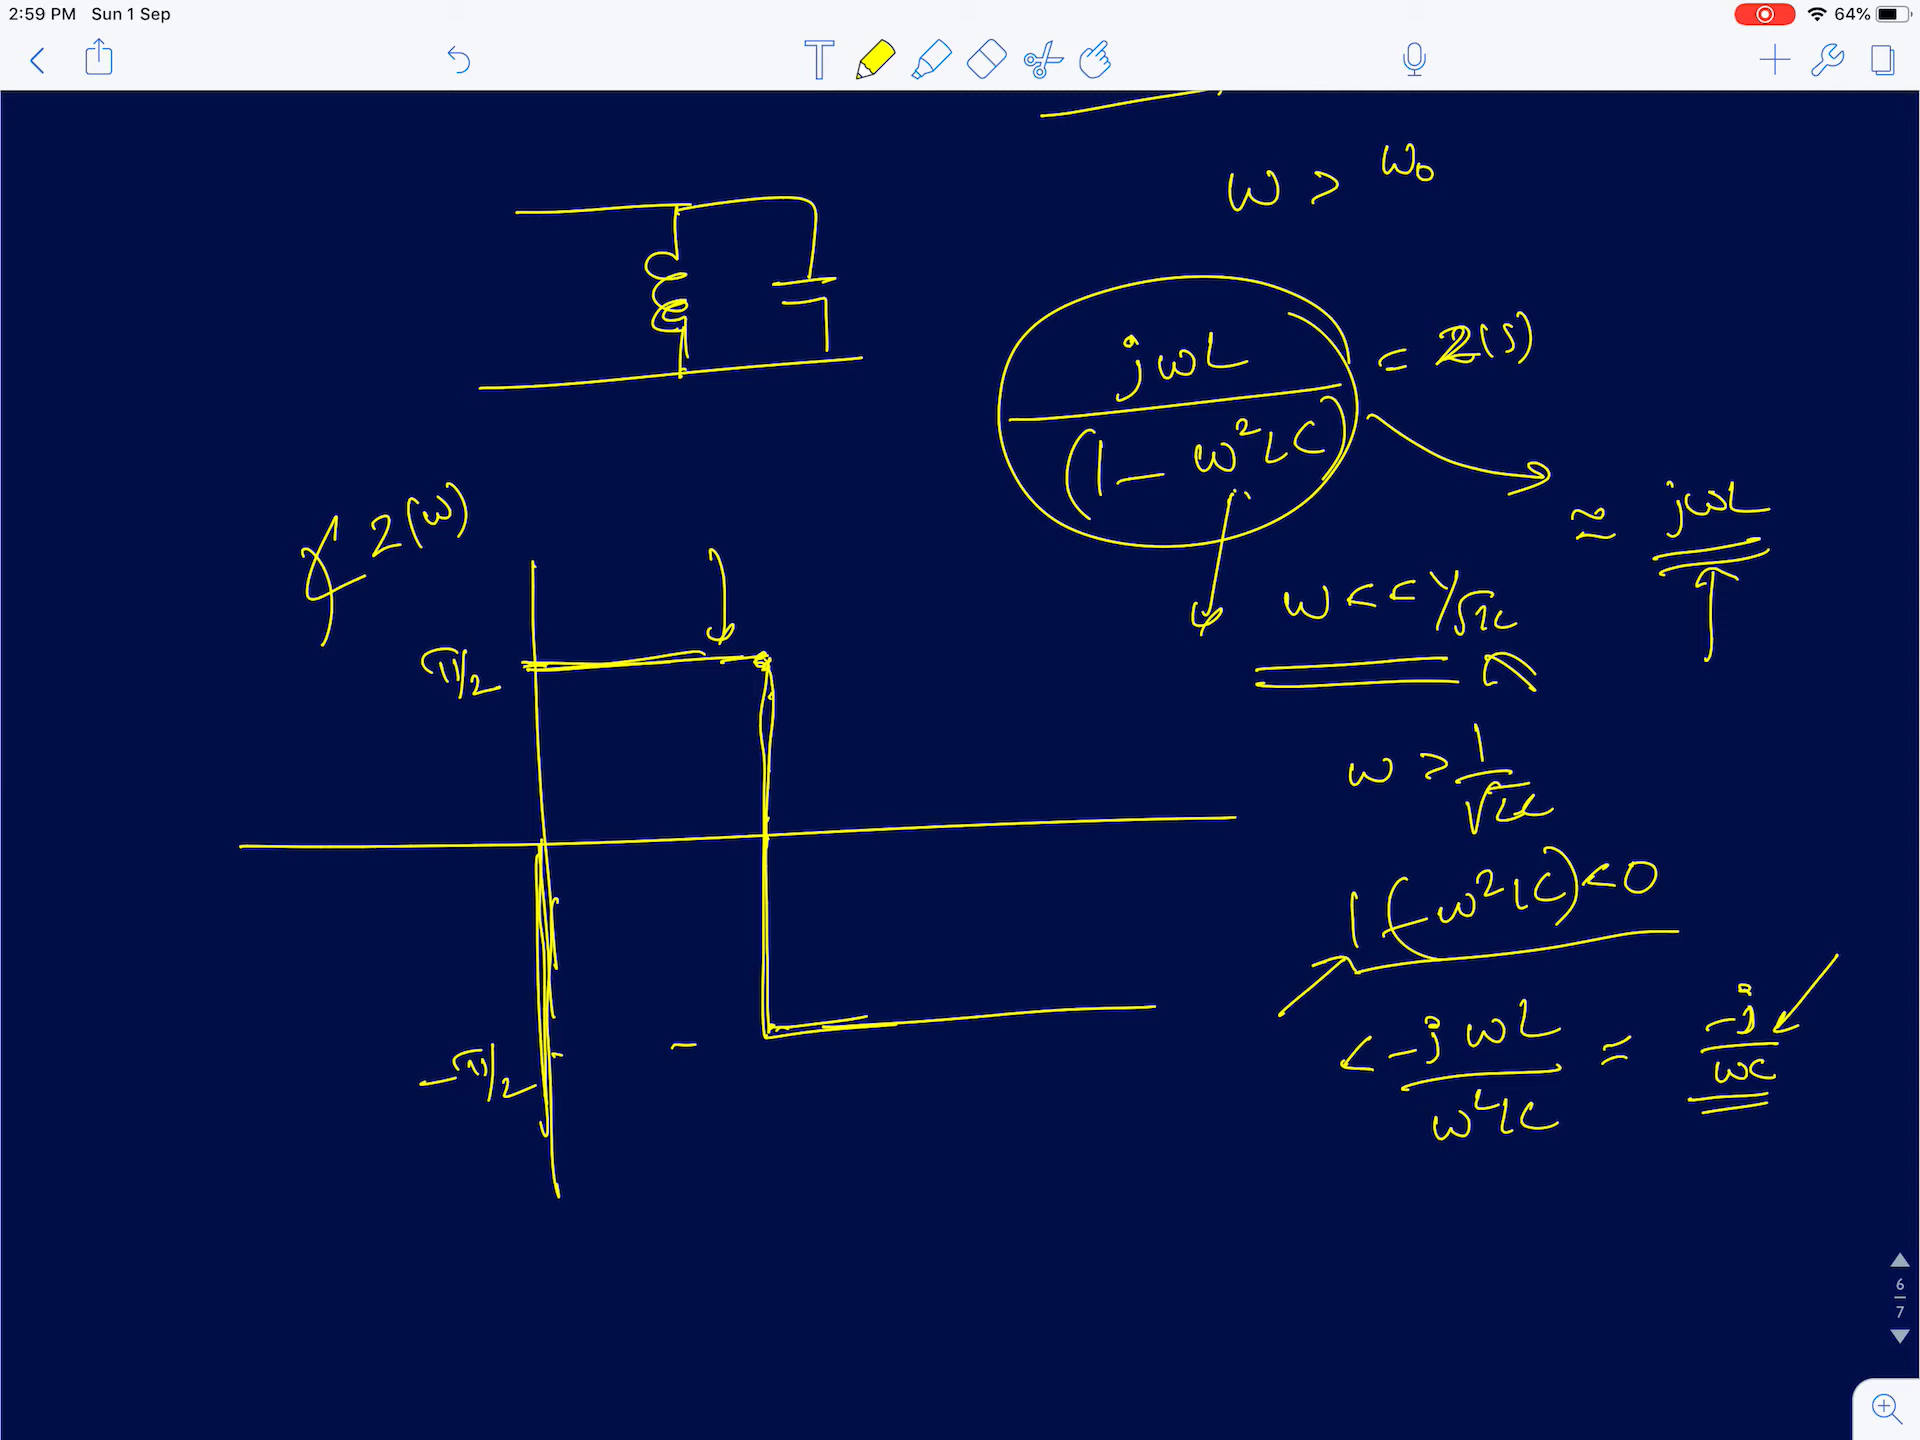 2:59 PM Sun 1 Sep
64%
T
ω > ω₀
jωL
= Z(s)
(1 - ω²LC)
∡ Z(ω)
≈ jωL
ω << 1/√LC
π/2
ω > 1
√LC
1 (-ω²LC) < 0
-π/2
-
< -jωL ≈ -j
ω²LC
ωC
6
7